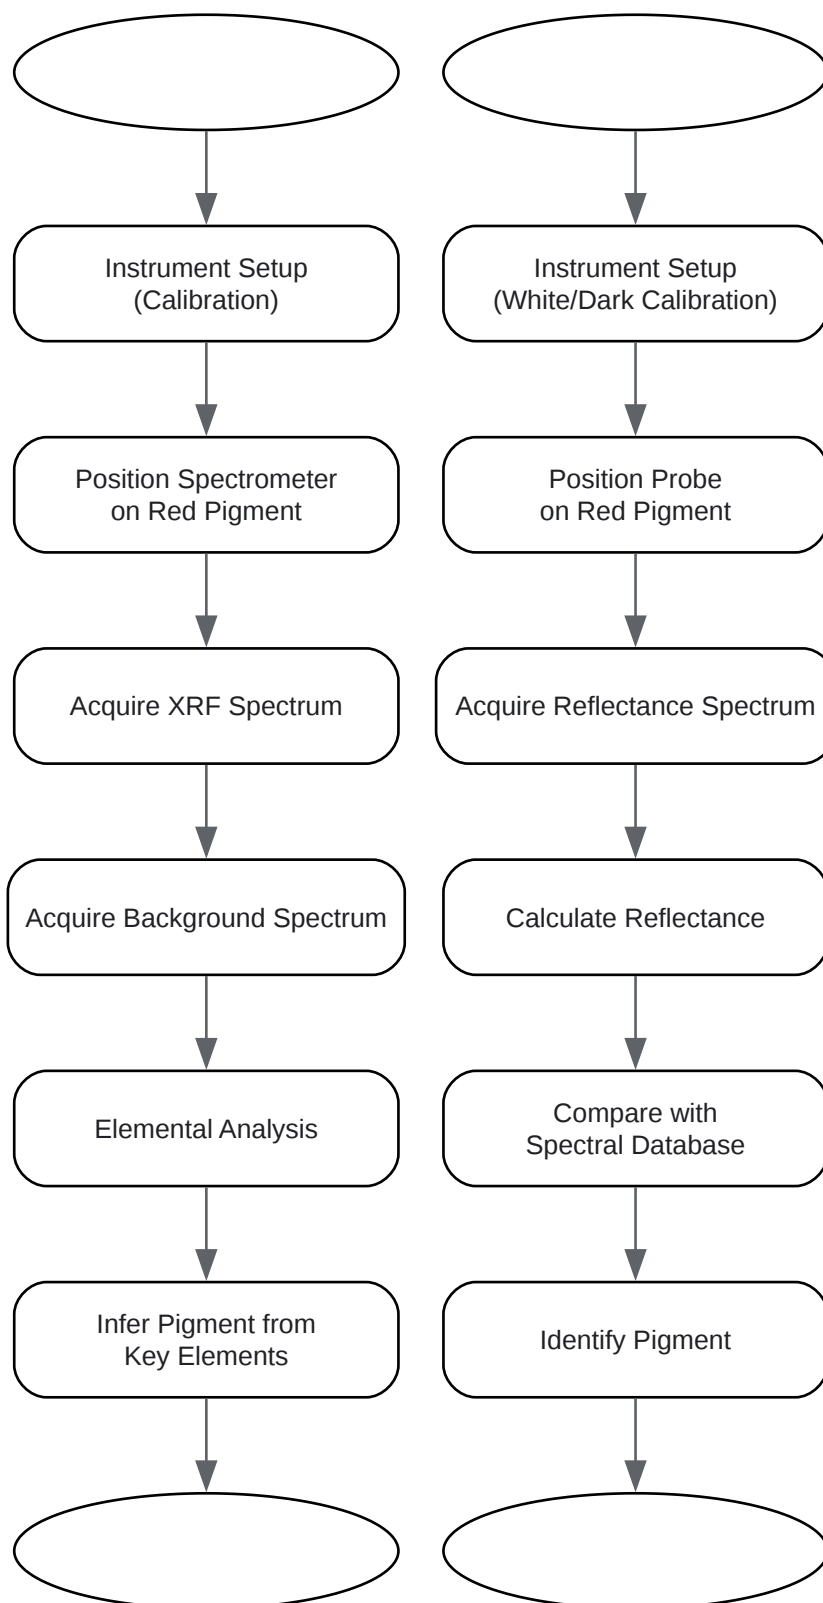 Instrument Setup
(Calibration)
Position Spectrometer
on Red Pigment
Acquire XRF Spectrum
Acquire Background Spectrum
Elemental Analysis
Infer Pigment from
Key Elements
Instrument Setup
(White/Dark Calibration)
Position Probe
on Red Pigment
Acquire Reflectance Spectrum
Calculate Reflectance
Compare with
Spectral Database
Identify Pigment